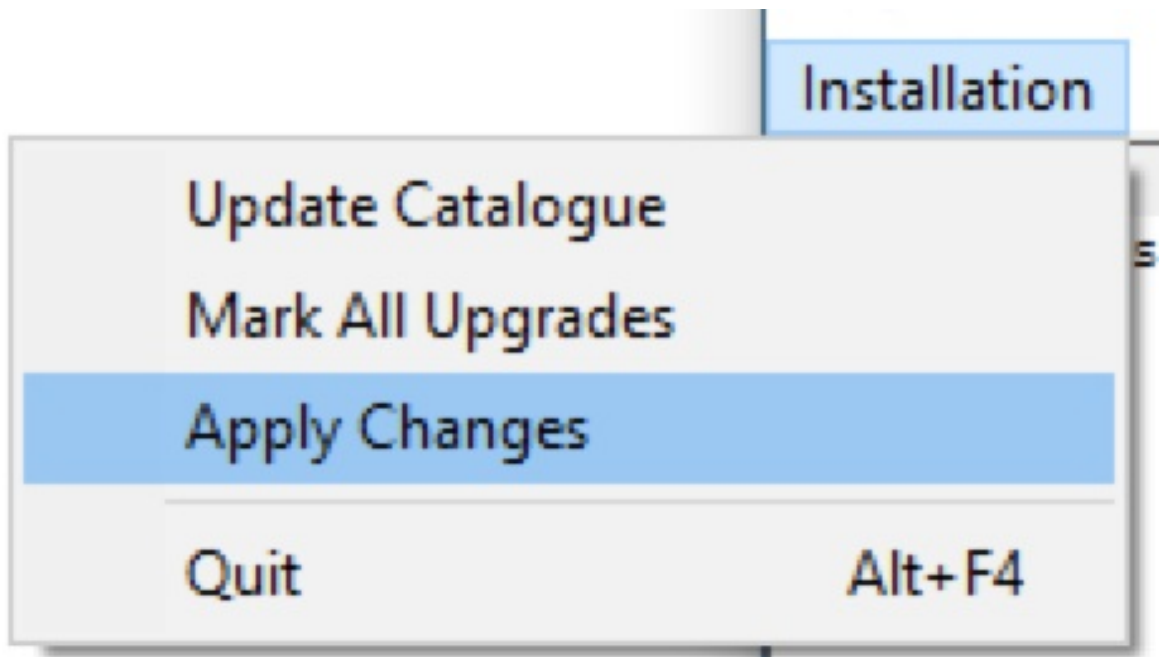 Installation
Update Catalogue
Mark All Upgrades
Apply Changes
Quit Alt+F4